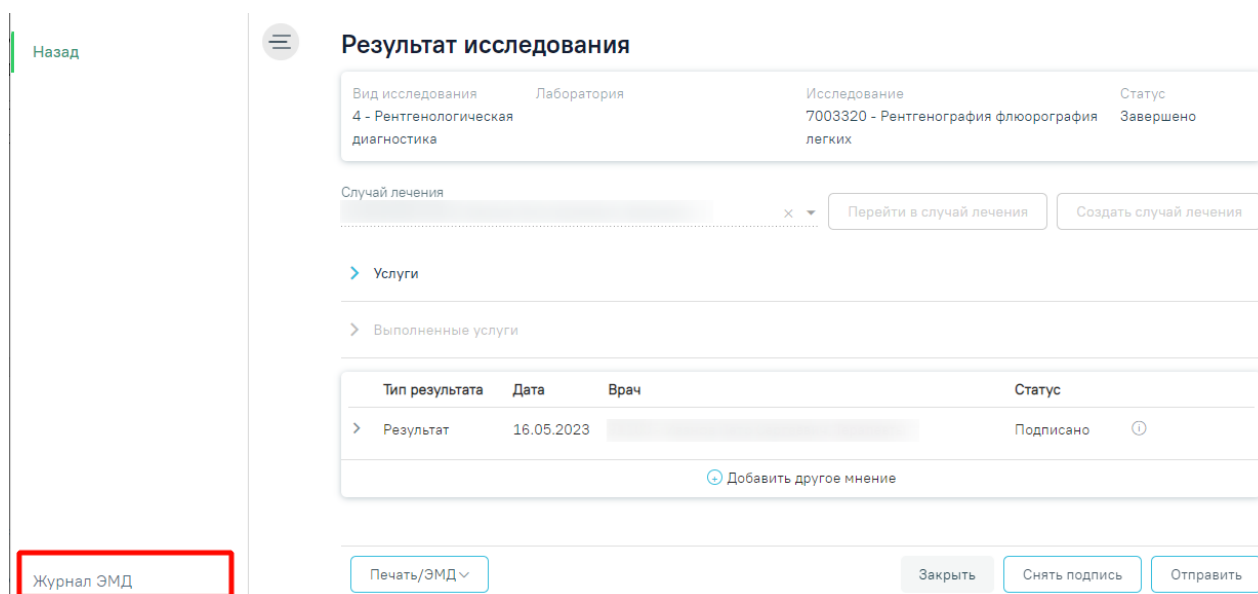 Назад
Результат исследования
Вид исследования Лаборатория Исследование Статус
4 - Рентгенологическая 7003320 - Рентгенография флюорография Завершено
диагностика легких
Случай лечения
Перейти в случай лечения Создать случай лечения
Услуги
Выполненные услуги
Тип результата Дата Врач Статус
Результат 16.05.2023 Подписано
Добавить другое мнение
Журнал ЭМД Печать/ЭМД Закрыть Снять подпись Отправить